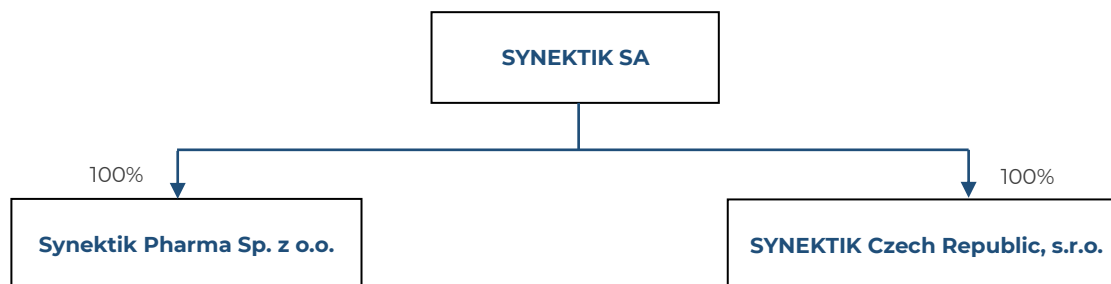 SYNEKTIK SA
100%
100%
Synektik Pharma Sp. z o.o.
SYNEKTIK Czech Republic, s.r.o.